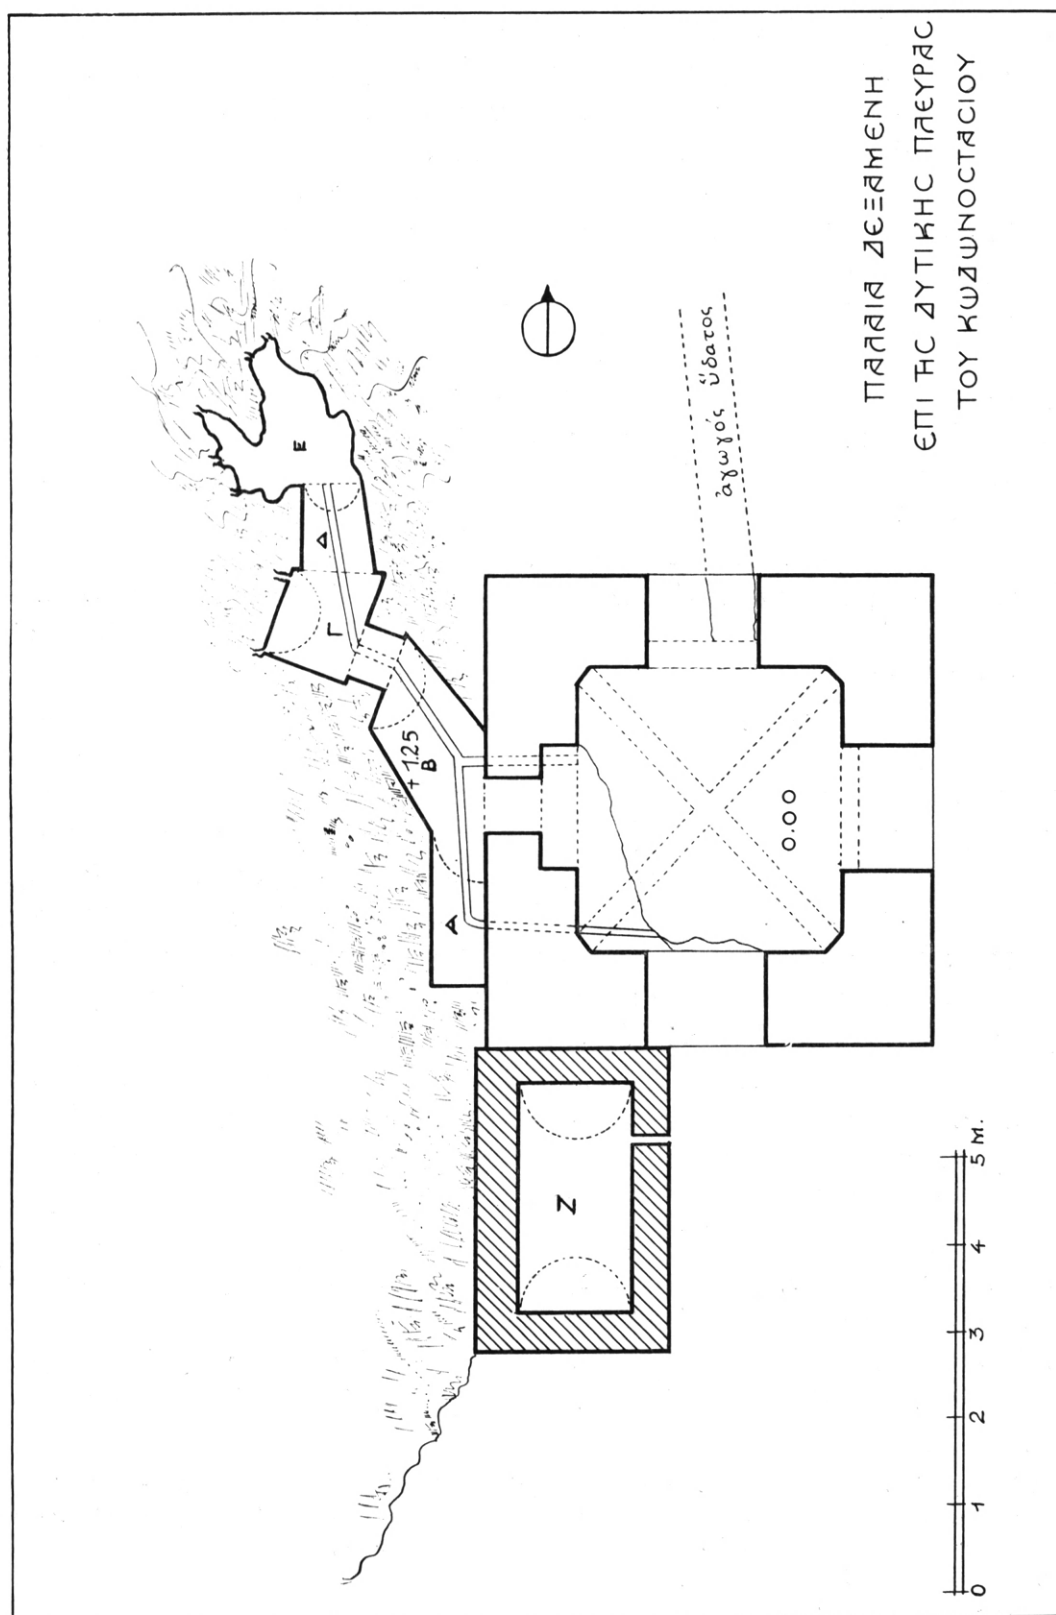 ΠΑΛΑΙΑ ΔΕΞΑΜΕΝΗ
ΕΠΙ ΤΗϹ ΔΥΤΙΚΗϹ ΠΛΕΥΡΑϹ
ΤΟΥ ΚΩΔΩΝΟϹΤΑϹΙΟΥ
ἀγωγός ὕδατος
Ε
Δ
Γ
+ 1.25
Β
Α
0.00
Ζ
0 1 2 3 4 5 Μ.